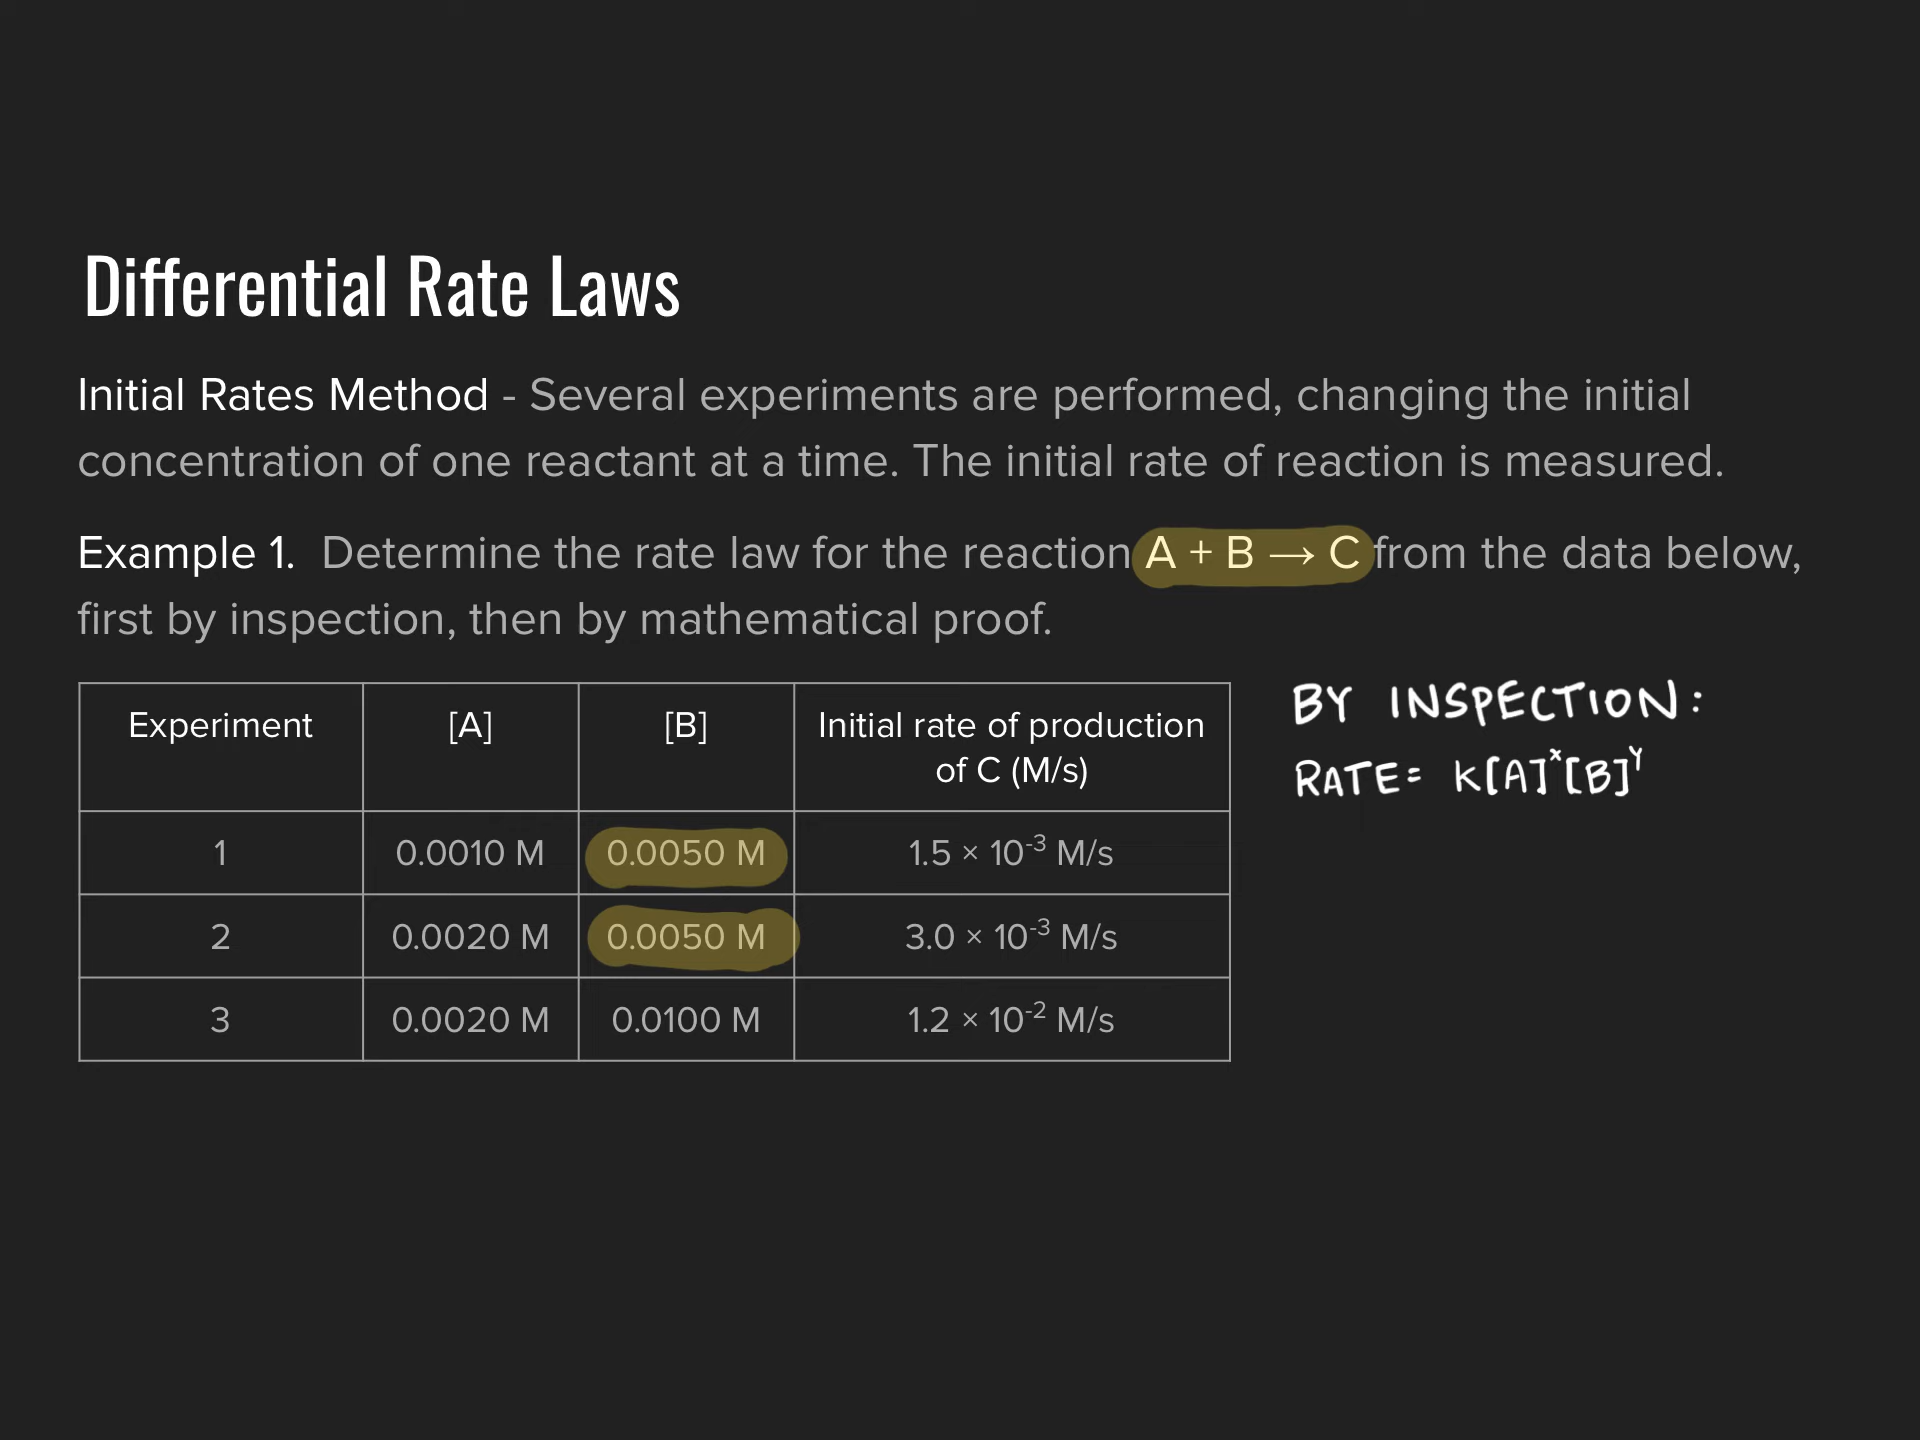 Differential Rate Laws
Initial Rates Method - Several experiments are performed, changing the initial
concentration of one reactant at a time. The initial rate of reaction is measured.
Example 1. Determine the rate law for the reaction A + B → C from the data below,
first by inspection, then by mathematical proof.
Experiment [A] [B] Initial rate of production
of C (M/s)
1 0.0010 M 0.0050 M 1.5 × 10⁻³ M/s
2 0.0020 M 0.0050 M 3.0 × 10⁻³ M/s
3 0.0020 M 0.0100 M 1.2 × 10⁻² M/s
BY INSPECTION:
RATE= K[A]ˣ[B]ʸ